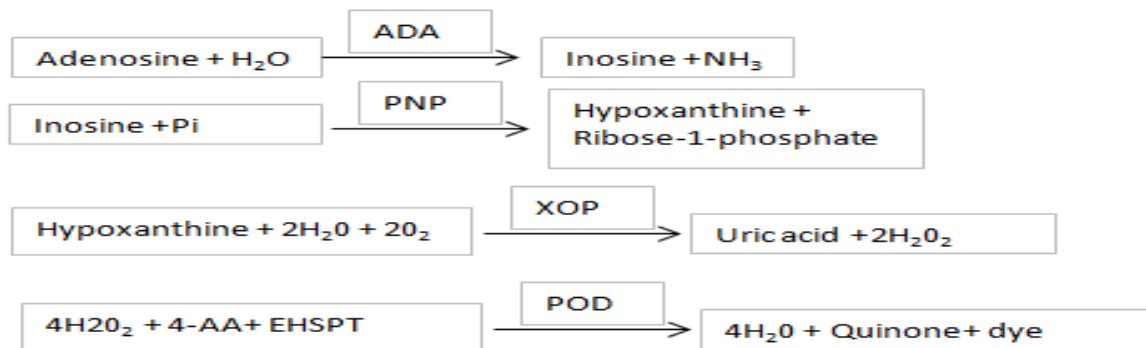 ADA
Adenosine + H₂O
Inosine +NH₃
PNP
Inosine +Pi
Hypoxanthine +
Ribose-1-phosphate
XOP
Hypoxanthine + 2H₂0 + 20₂
Uric acid +2H₂0₂
POD
4H20₂ + 4-AA+ EHSPT
4H₂0 + Quinone+ dye